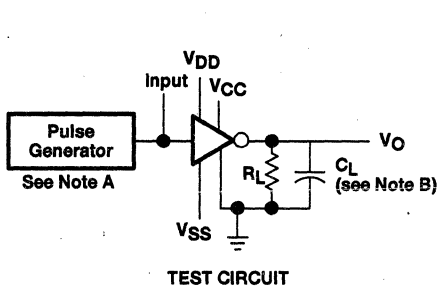 VDD
Input
VCC
Pulse
Generator
See Note A
VO
RL
CL
(see Note B)
VSS
TEST CIRCUIT